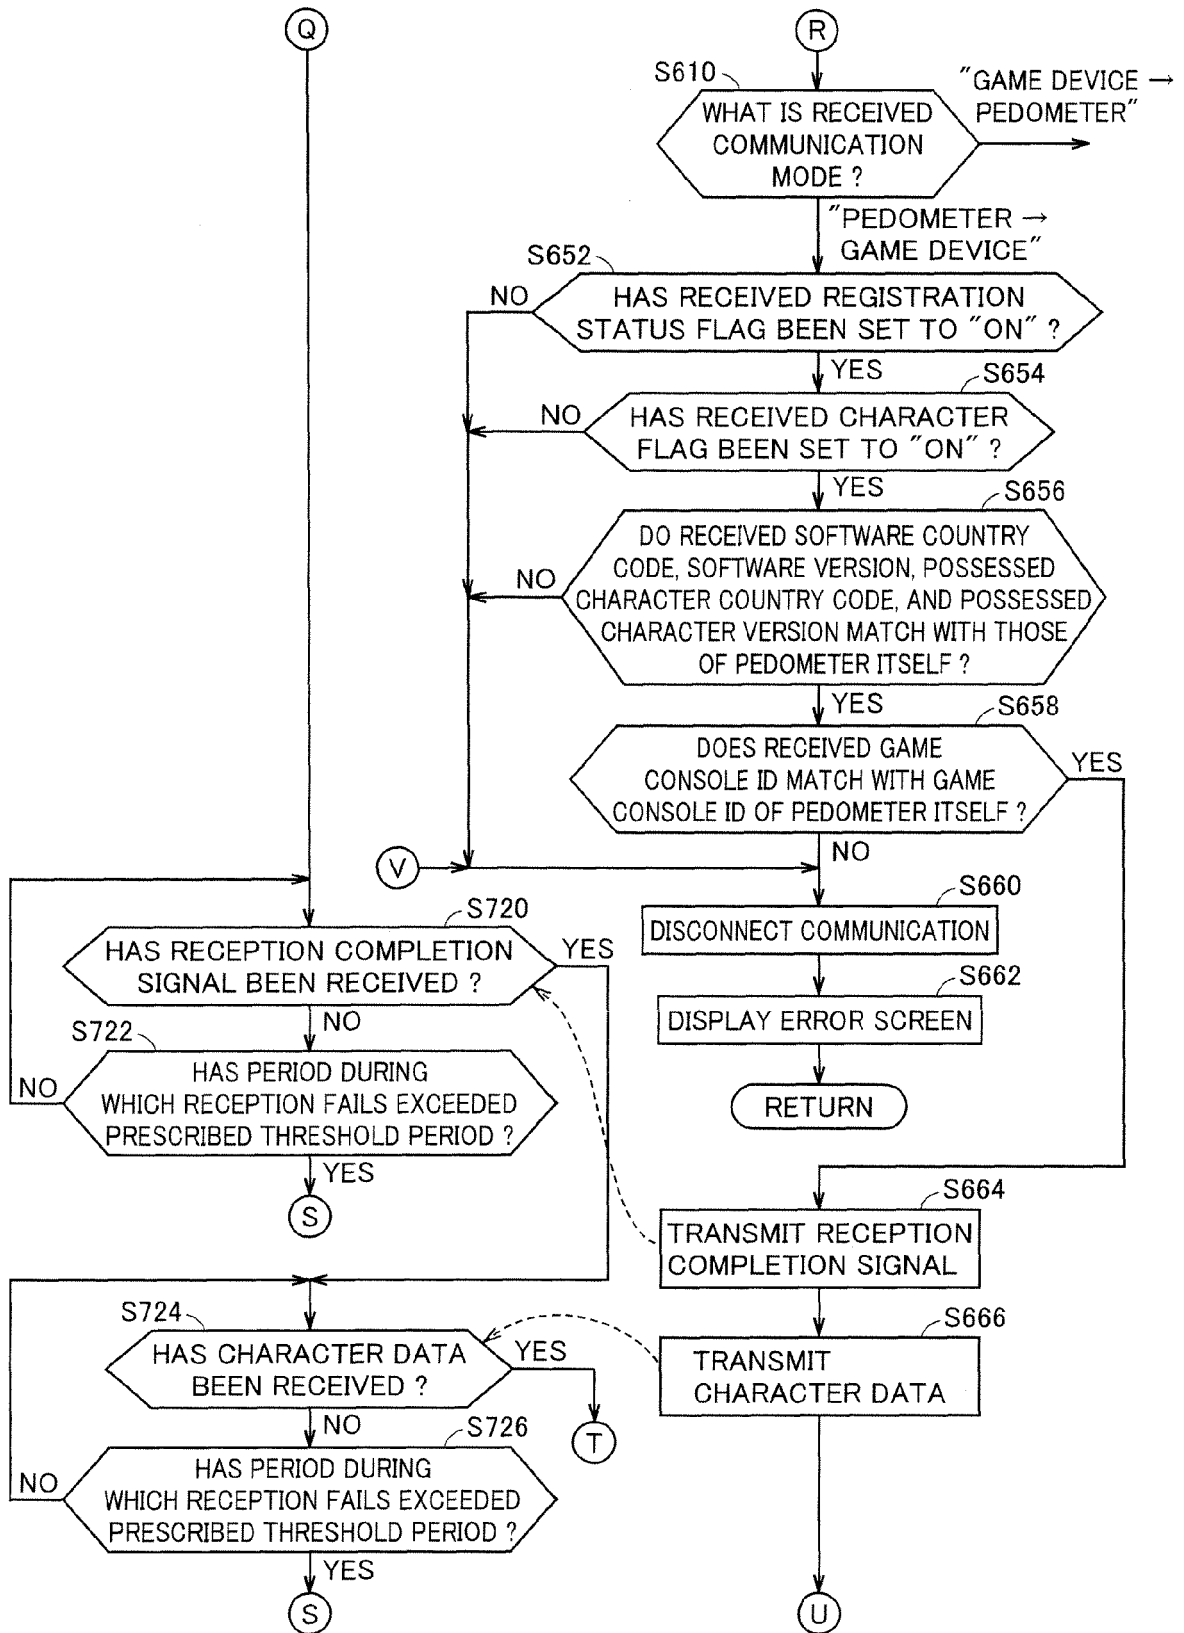 Q
R
S610
"GAME DEVICE →
PEDOMETER"
WHAT IS RECEIVED
COMMUNICATION
MODE ?
"PEDOMETER →
GAME DEVICE"
S652
NO
HAS RECEIVED REGISTRATION
STATUS FLAG BEEN SET TO "ON" ?
YES
S654
NO
HAS RECEIVED CHARACTER
FLAG BEEN SET TO "ON" ?
YES
S656
NO
DO RECEIVED SOFTWARE COUNTRY
CODE, SOFTWARE VERSION, POSSESSED
CHARACTER COUNTRY CODE, AND POSSESSED
CHARACTER VERSION MATCH WITH THOSE
OF PEDOMETER ITSELF ?
YES
S658
DOES RECEIVED GAME
CONSOLE ID MATCH WITH GAME
CONSOLE ID OF PEDOMETER ITSELF ?
YES
NO
V
S660
DISCONNECT COMMUNICATION
S662
DISPLAY ERROR SCREEN
RETURN
S720
HAS RECEPTION COMPLETION
SIGNAL BEEN RECEIVED ?
YES
NO
S722
NO
HAS PERIOD DURING
WHICH RECEPTION FAILS EXCEEDED
PRESCRIBED THRESHOLD PERIOD ?
YES
S
S664
TRANSMIT RECEPTION
COMPLETION SIGNAL
S724
HAS CHARACTER DATA
BEEN RECEIVED ?
YES
T
S666
TRANSMIT
CHARACTER DATA
NO
S726
NO
HAS PERIOD DURING
WHICH RECEPTION FAILS EXCEEDED
PRESCRIBED THRESHOLD PERIOD ?
YES
S
U